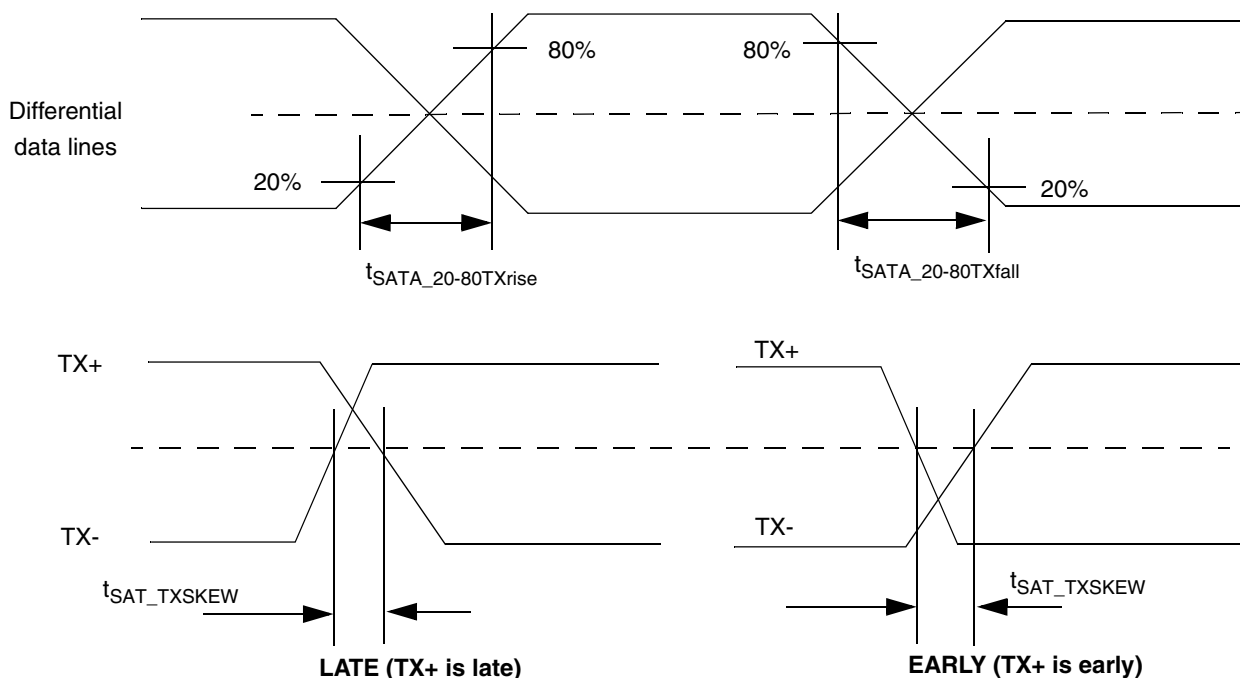 80%
80%
Differential
data lines
20%
20%
tSATA_20-80TXrise
tSATA_20-80TXfall
TX+
TX-
tSAT_TXSKEW
LATE (TX+ is late)
TX+
TX-
tSAT_TXSKEW
EARLY (TX+ is early)